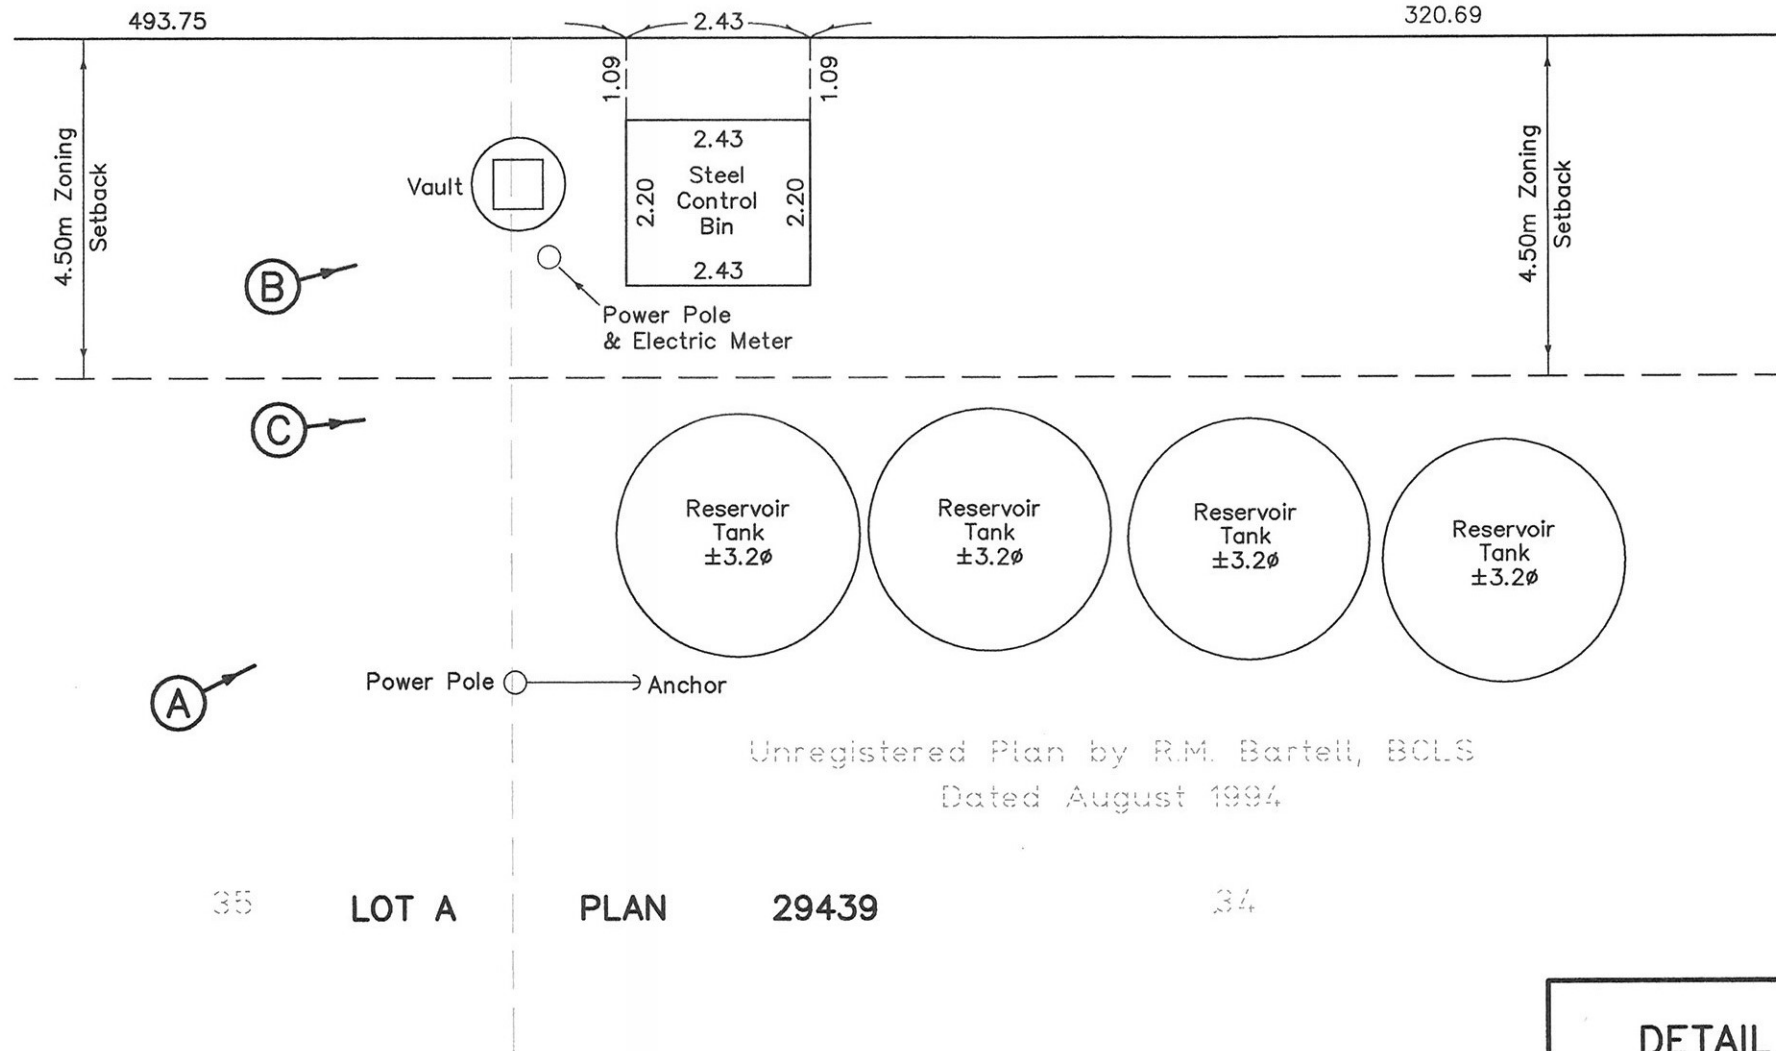 493.75
2.43
320.69
1.09
1.09
4.50m Zoning
Setback
Vault
2.43
2.20
Steel
Control
Bin
2.20
2.43
4.50m Zoning
Setback
B
Power Pole
& Electric Meter
C
Reservoir
Tank
±3.2ø
Reservoir
Tank
±3.2ø
Reservoir
Tank
±3.2ø
Reservoir
Tank
±3.2ø
A
Power Pole
Anchor
Unregistered Plan by R.M. Bartell, BCLS
Dated August 1994
35
LOT A PLAN 29439
34
DETAIL